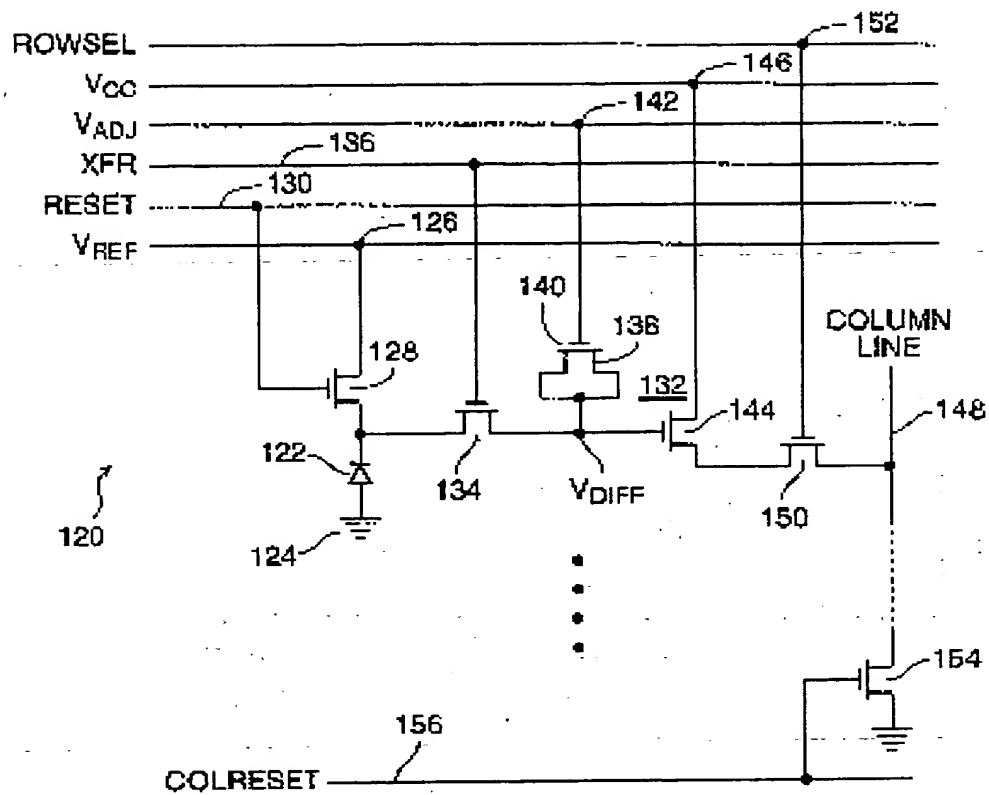 152
ROWSEL
146
VCC
142
VADJ
136
XFR
130
RESET
126
VREF
140
138
COLUMN
LINE
128
132
144
148
122
134
VDIFF
150
120
124
154
156
COLRESET